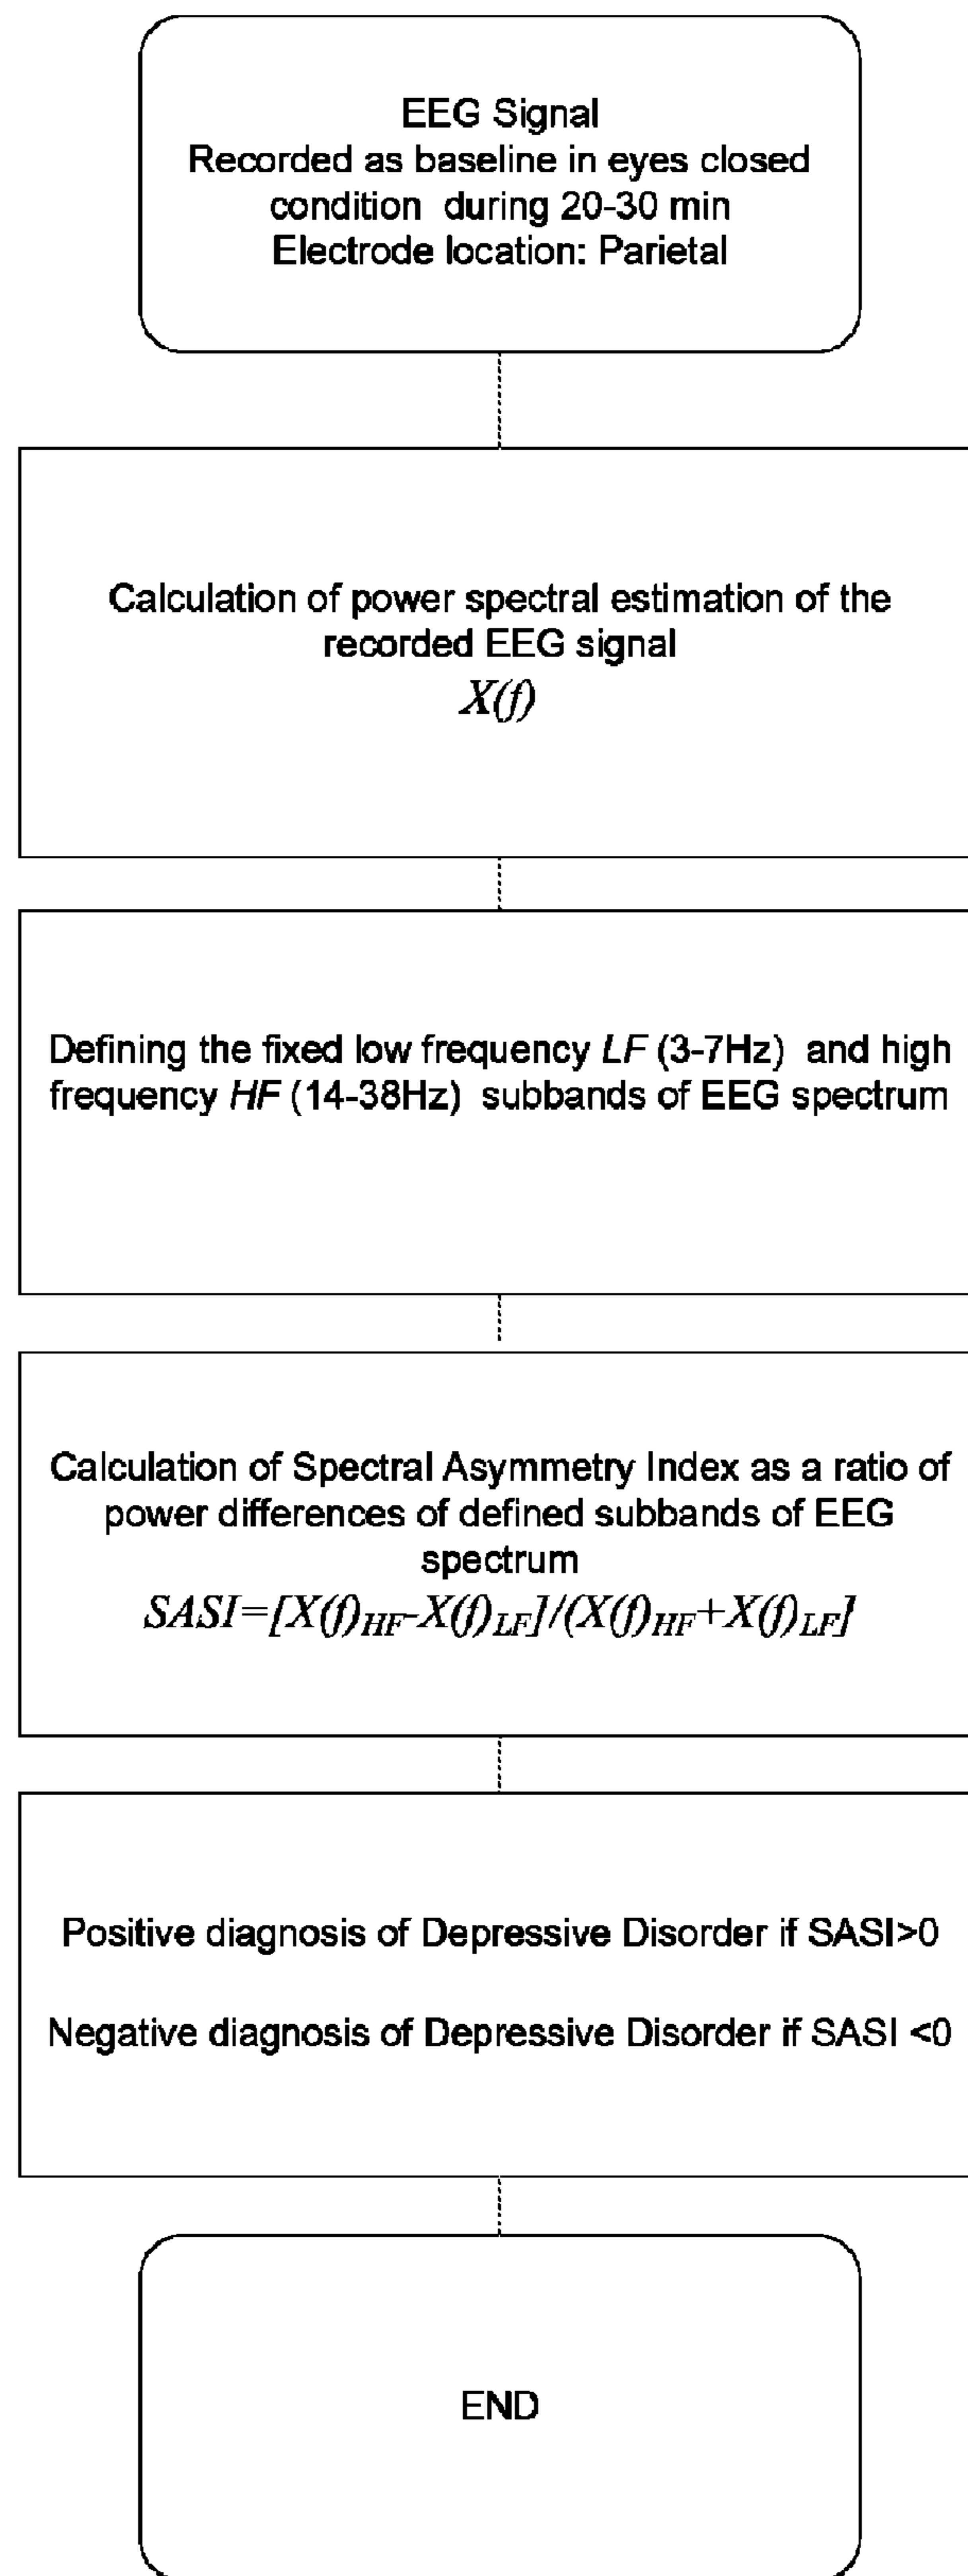 EEG Signal
Recorded as baseline in eyes closed
condition during 20-30 min
Electrode location: Parietal
Calculation of power spectral estimation of the
recorded EEG signal
X(f)
Defining the fixed low frequency LF (3-7Hz) and high
frequency HF (14-38Hz) subbands of EEG spectrum
Calculation of Spectral Asymmetry Index as a ratio of
power differences of defined subbands of EEG
spectrum
SASI=[X(f)HF-X(f)LF]/(X(f)HF+X(f)LF]
Positive diagnosis of Depressive Disorder if SASI>0
Negative diagnosis of Depressive Disorder if SASI <0
END